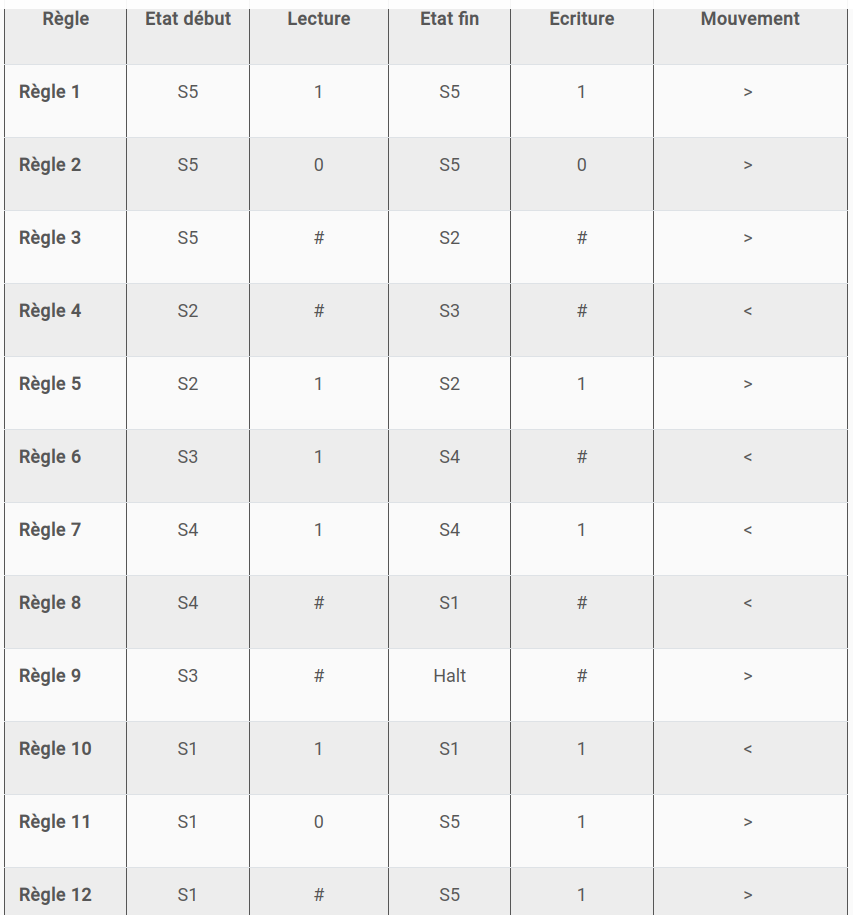 Règle Etat début Lecture Etat fin Ecriture Mouvement
Règle 1 S5 1 S5 1 >
Règle 2 S5 0 S5 0 >
Règle 3 S5 # S2 # >
Règle 4 S2 # S3 # <
Règle 5 S2 1 S2 1 >
Règle 6 S3 1 S4 # <
Règle 7 S4 1 S4 1 <
Règle 8 S4 # S1 # <
Règle 9 S3 # Halt # >
Règle 10 S1 1 S1 1 <
Règle 11 S1 0 S5 1 >
Règle 12 S1 # S5 1 >